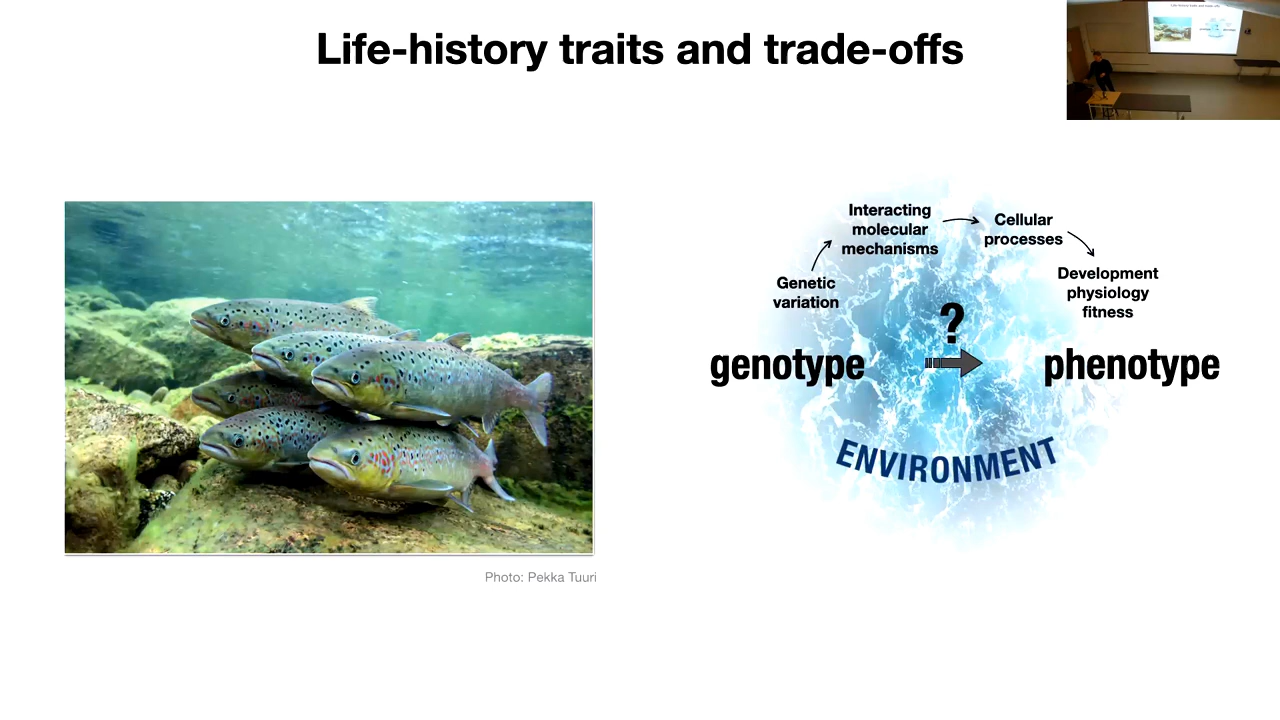 Life-history traits and trade-offs
Interacting
molecular
mechanisms
Cellular
processes
Genetic
variation
Development
physiology
fitness
?
genotype
phenotype
ENVIRONMENT
Photo: Pekka Tuuri